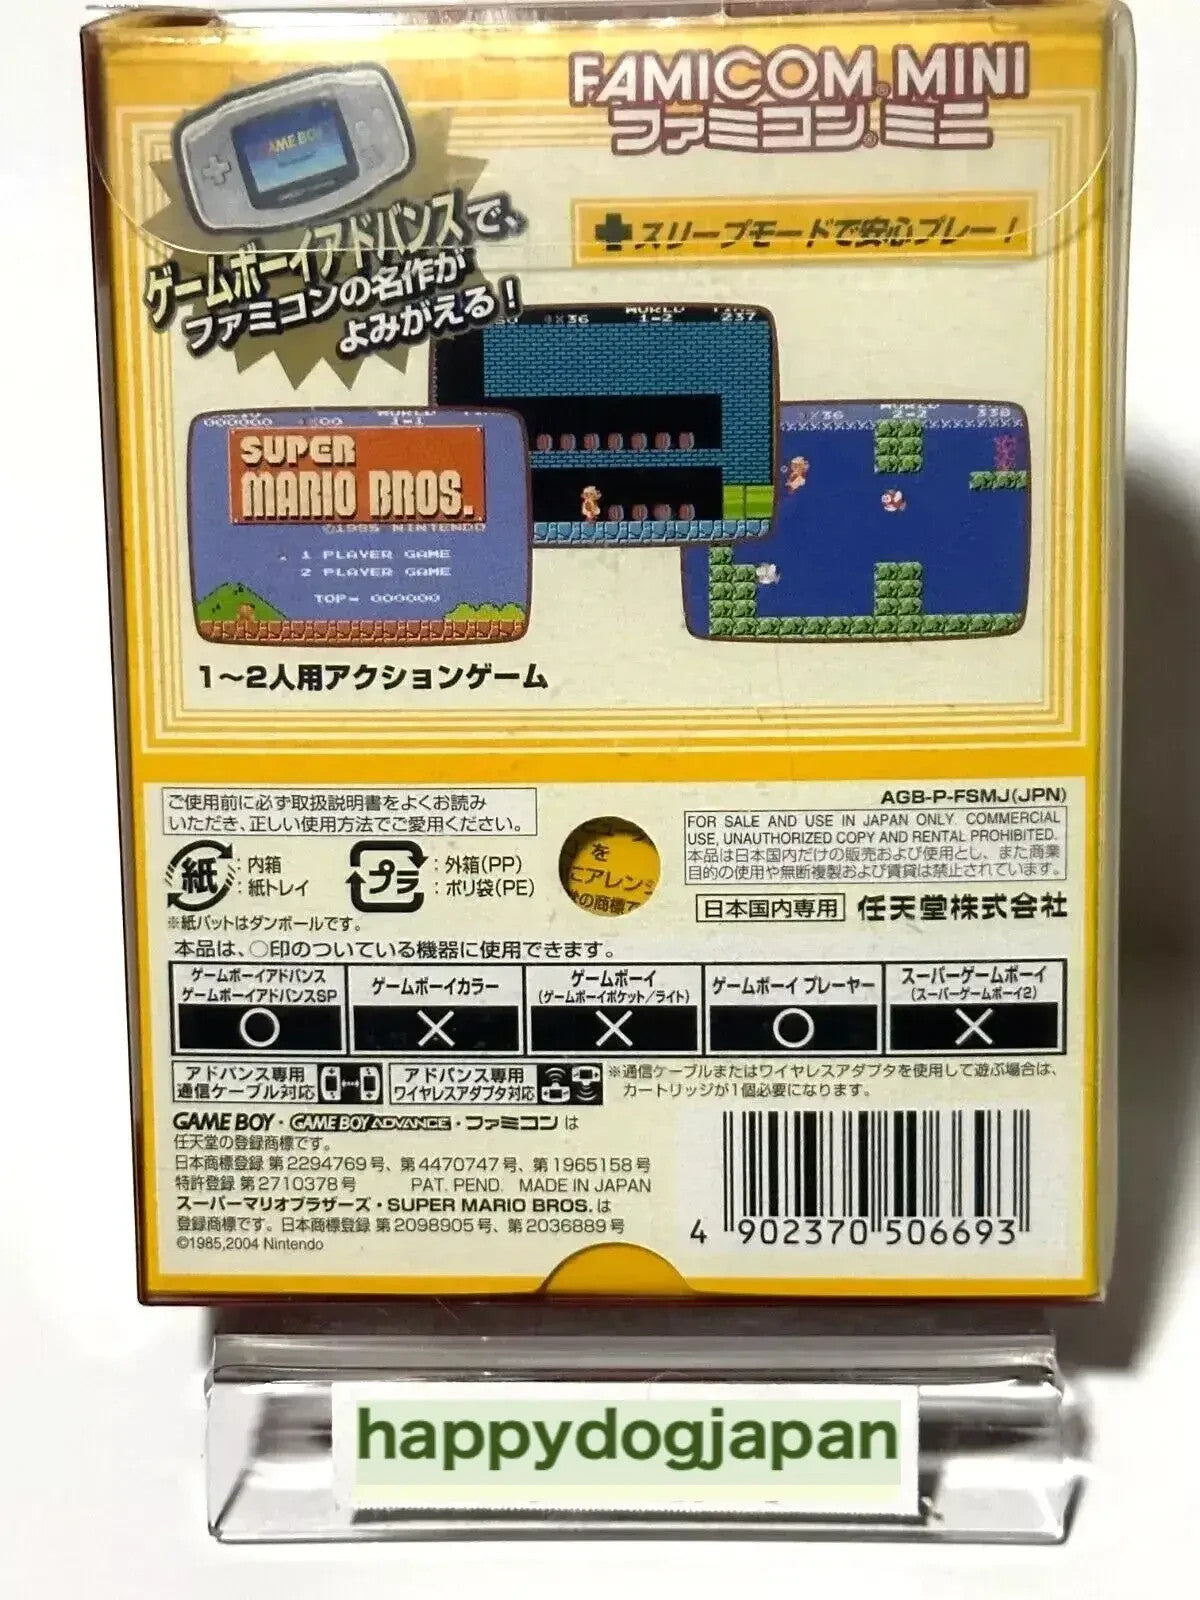 FAMICOM MINI
ファミコン ミニ
GAME BOY
ゲームボーイアドバンスで、
ファミコンの名作が
よみがえる!
スリープモードで安心プレー!
×36 1-2 237
WORLD
000000 ×00 1-1
SUPER
MARIO BROS.
©1985 NINTENDO
1 PLAYER GAME
2 PLAYER GAME
TOP- 000000
×36 2-2 338
1〜2人用アクションゲーム
ご使用前に必ず取扱説明書をよくお読み
いただき、正しい使用方法でご愛用ください。
紙 :内箱
:紙トレイ
プラ :外箱(PP)
:ポリ袋(PE)
※紙パットはダンボールです。
を
にアレンジ
の商標で
AGB-P-FSMJ(JPN)
FOR SALE AND USE IN JAPAN ONLY. COMMERCIAL
USE, UNAUTHORIZED COPY AND RENTAL PROHIBITED.
本品は日本国内だけの販売および使用とし、また商業
目的の使用や無断複製および賃貸は禁止されています。
日本国内専用 任天堂株式会社
本品は、○印のついている機器に使用できます。
ゲームボーイアドバンス
ゲームボーイアドバンスSP
○
ゲームボーイカラー
×
ゲームボーイ
(ゲームボーイポケット/ライト)
×
ゲームボーイ プレーヤー
○
スーパーゲームボーイ
(スーパーゲームボーイ2)
×
アドバンス専用
通信ケーブル対応
アドバンス専用
ワイヤレスアダプタ対応
※通信ケーブルまたはワイヤレスアダプタを使用して遊ぶ場合は、
カートリッジが1個必要になります。
GAME BOY・GAME BOY ADVANCE・ファミコン は
任天堂の登録商標です。
日本商標登録 第2294769号、第4470747号、第1965158号
特許登録 第2710378号 PAT. PEND. MADE IN JAPAN
スーパーマリオブラザーズ・SUPER MARIO BROS. は
登録商標です。日本商標登録 第2098905号、第2036889号
©1985,2004 Nintendo
4 902370 506693
happydogjapan